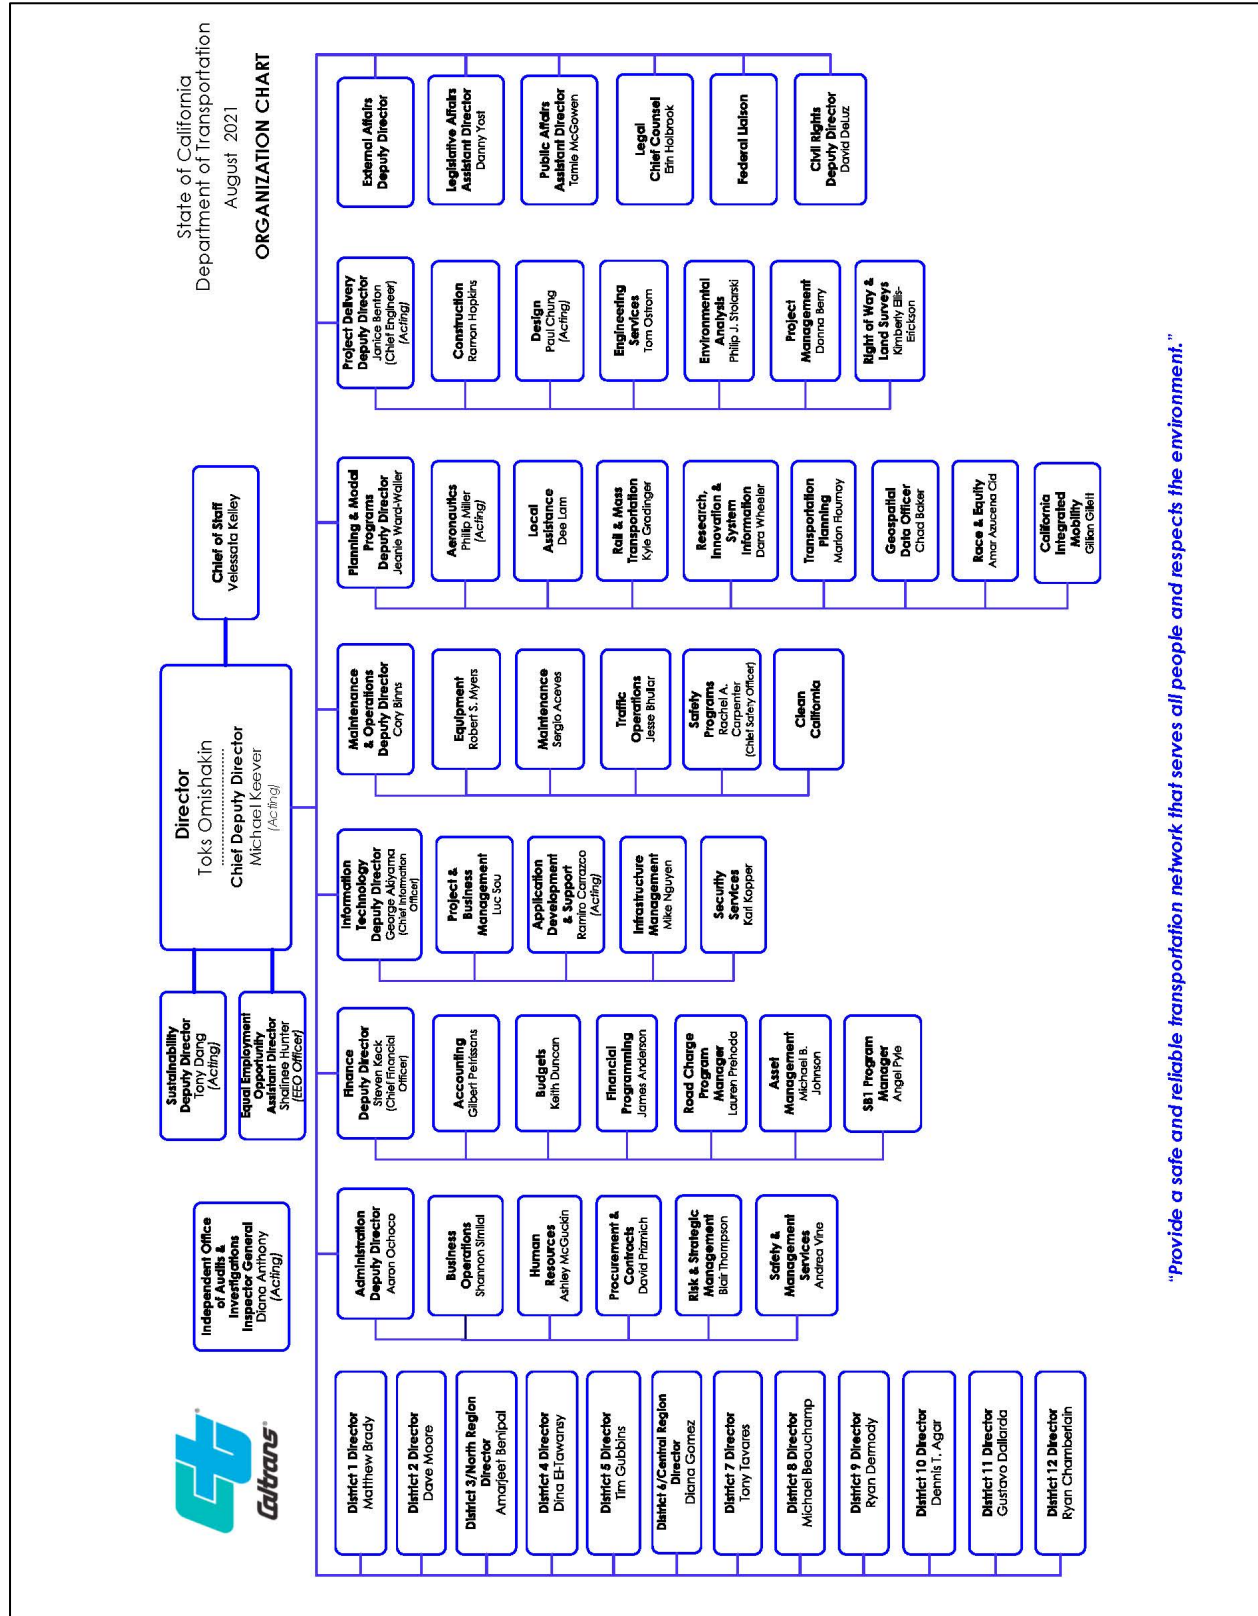 State of California
Department of Transportation
August 2021
ORGANIZATION CHART
Caltrans
Independent Office
of Audits &
Investigations
Inspector General
Diana Anthony
(Acting)
Sustainability
Deputy Director
Tony Dang
(Acting)
Equal Employment
Opportunity
Assistant Director
Shalinee Hunter
(EEO Officer)
Director
Toks Omishakin
Chief Deputy Director
Michael Keever
(Acting)
Chief of Staff
Velessata Kelley
District 1 Director
Matthew Brady
District 2 Director
Dave Moore
District 3/North Region
Director
Amarjeet Benipal
District 4 Director
Dina El-Tawansy
District 5 Director
Tim Gubbins
District 6/Central Region
Director
Diana Gomez
District 7 Director
Tony Tavares
District 8 Director
Michael Beauchamp
District 9 Director
Ryan Dermody
District 10 Director
Dennis T. Agar
District 11 Director
Gustavo Dallarda
District 12 Director
Ryan Chamberlain
Administration
Deputy Director
Aaron Ochoco
Business
Operations
Shannon Similai
Human
Resources
Ashley McGuckin
Procurement &
Contracts
David Prizmich
Risk & Strategic
Management
Blair Thompson
Safety &
Management
Services
Andrea Vine
Finance
Deputy Director
Steven Keck
(Chief Financial
Officer)
Accounting
Gilbert Petrissans
Budgets
Keith Duncan
Financial
Programming
James Anderson
Road Charge
Program
Manager
Lauren Prehoda
Asset
Management
Michael B.
Johnson
SB1 Program
Manager
Angel Pyle
Information
Technology
Deputy Director
George Akiyama
(Chief Information
Officer)
Project &
Business
Management
Luc Sou
Application
Development
& Support
Ramiro Carrazco
(Acting)
Infrastructure
Management
Mike Nguyen
Security
Services
Karl Kopper
Maintenance
& Operations
Deputy Director
Cory Binns
Equipment
Robert S. Myers
Maintenance
Sergio Aceves
Traffic
Operations
Jesse Bhullar
Safety
Programs
Rachel A.
Carpenter
(Chief Safety Officer)
Clean
California
Planning & Modal
Programs
Deputy Director
Jeanie Ward-Waller
Aeronautics
Phillip Miller
(Acting)
Local
Assistance
Dee Lam
Rail & Mass
Transportation
Kyle Gradinger
Research,
Innovation &
System
Information
Dara Wheeler
Transportation
Planning
Marlon Flournoy
Geospatial
Data Officer
Chad Baker
Race & Equity
Amar Azucena Cid
California
Integrated
Mobility
Gillian Gillett
Project Delivery
Deputy Director
Janice Benton
(Chief Engineer)
(Acting)
Construction
Ramon Hopkins
Design
Paul Chung
(Acting)
Engineering
Services
Tom Ostrom
Environmental
Analysis
Philip J. Stolarski
Project
Management
Donna Berry
Right of Way &
Land Surveys
Kimberly Ellis-
Erickson
External Affairs
Deputy Director
Legislative Affairs
Assistant Director
Danny Yost
Public Affairs
Assistant Director
Tamie McGowen
Legal
Chief Counsel
Erin Holbrook
Federal Liaison
Civil Rights
Deputy Director
David DeLuz
"Provide a safe and reliable transportation network that serves all people and respects the environment."